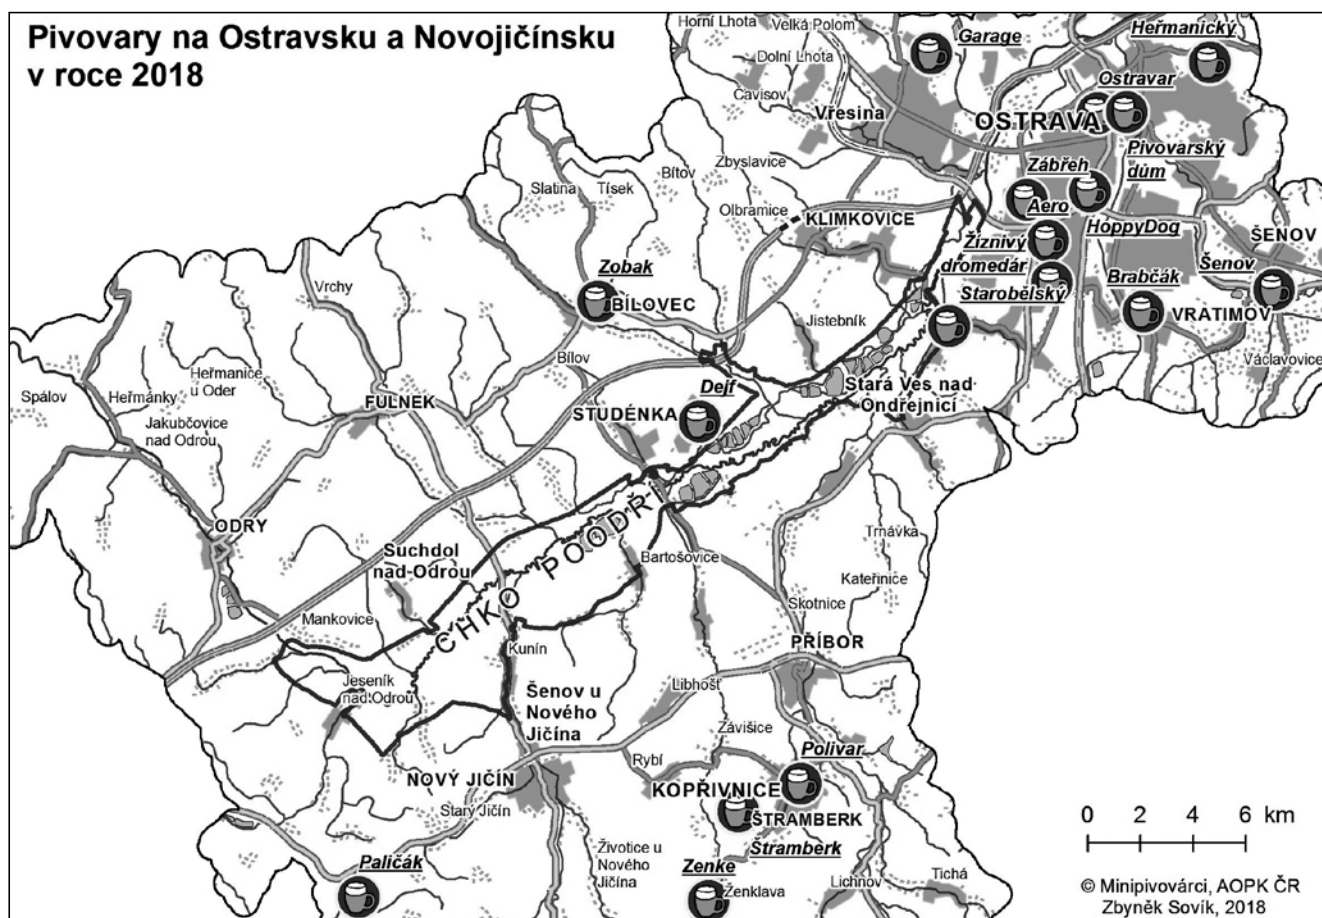 Pivovary na Ostravsku a Novojičínsku
v roce 2018
Horní Lhota
Velká Polom
Dolní Lhota
Čavisov
Vřesina
Garage
Heřmanický
Ostravar
OSTRAVA
Pivovarský
dům
Zábřeh
Aero
HoppyDog
Žíznivý
dromedár
Starobělský
Brabčák
Šenov
ŠENOV
VRATIMOV
Václavovice
Zbyslavice
Bítov
Tísek
Slatina
Olbramice
KLIMKOVICE
Zobak
BÍLOVEC
Vrchy
Jistebník
Bílov
Stará Ves nad
Ondřejnicí
Dejf
STUDÉNKA
Heřmanice
u Oder
Spálov
Heřmánky
Jakubčovice
nad Odrou
FULNEK
ODRY
Suchdol
nad Odrou
CHKO POODŘÍ
Bartošovice
Trnávka
Kateřinice
Skotnice
Mankovice
Kunín
PŘÍBOR
Jeseník
nad Odrou
Libhošť
Šenov u
Nového
Jičína
Závišice
Rybí
Polivar
NOVÝ JIČÍN
KOPŘIVNICE
ŠTRAMBERK
Štramberk
Starý Jičín
Životice u
Nového
Jičína
Paličák
Zenke
Ženklava
Lichnov
Tichá
0 2 4 6 km
© Minipivovárci, AOPK ČR
Zbyněk Sovík, 2018